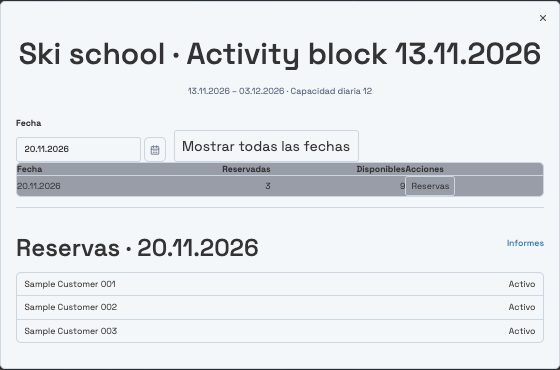 Ski school · Activity block 13.11.2026
13.11.2026 – 03.12.2026 · Capacidad diaria 12
Fecha
20.11.2026 Mostrar todas las fechas
Fecha Reservadas Disponibles Acciones
20.11.2026 3 9 Reservas
Reservas · 20.11.2026 Informes
Sample Customer 001 Activo
Sample Customer 002 Activo
Sample Customer 003 Activo